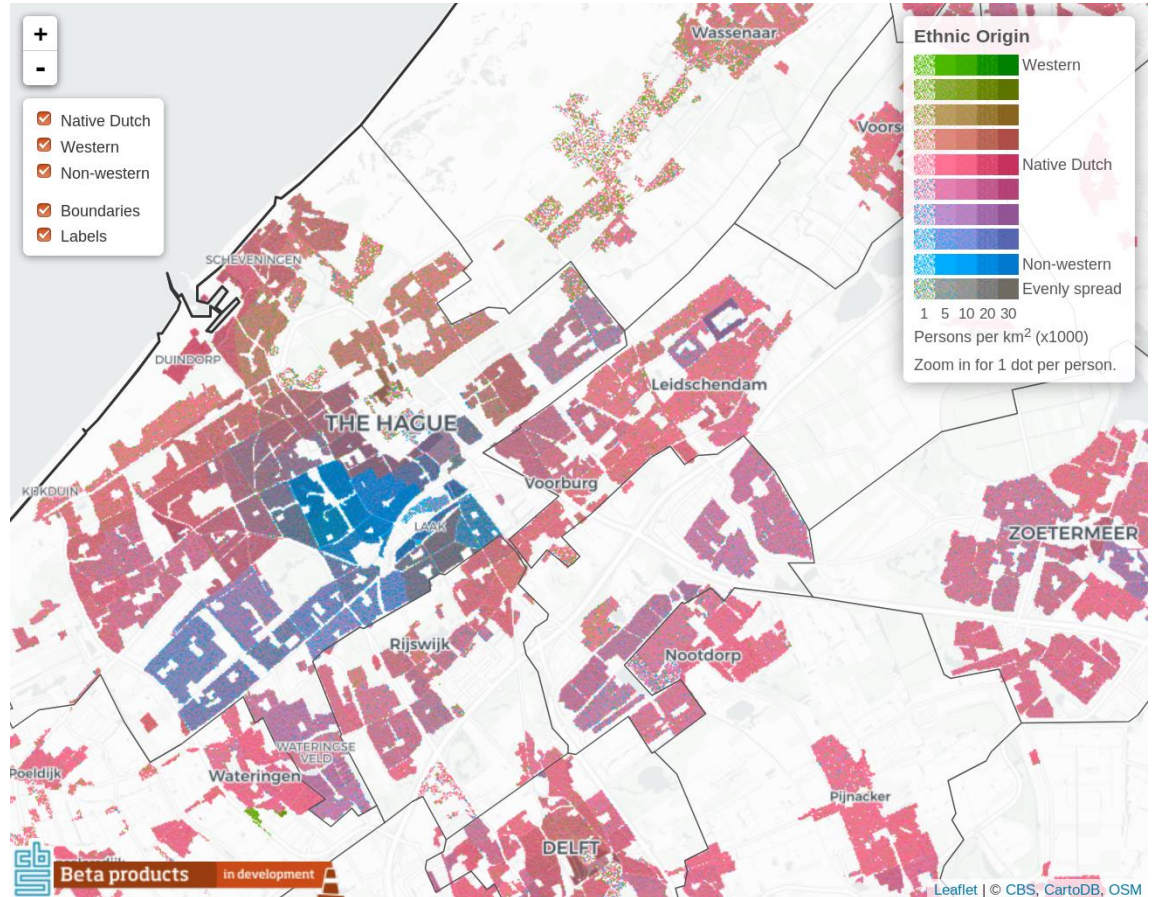 +
-
Native Dutch
Western
Non-western
Boundaries
Labels
Ethnic Origin
Western
Native Dutch
Non-western
Evenly spread
1 5 10 20 30
Persons per km² (x1000)
Zoom in for 1 dot per person.
Wassenaar
SCHEVENINGEN
DUINDORP
Leidschendam
THE HAGUE
KIJKDUIN
Voorburg
LAAK
ZOETERMEER
Rijswijk
Nootdorp
WATERINGSE
VELD
Poeldijk
Wateringen
Pijnacker
DELFT
cbs
Beta products in development
Leaflet | © CBS, CartoDB, OSM